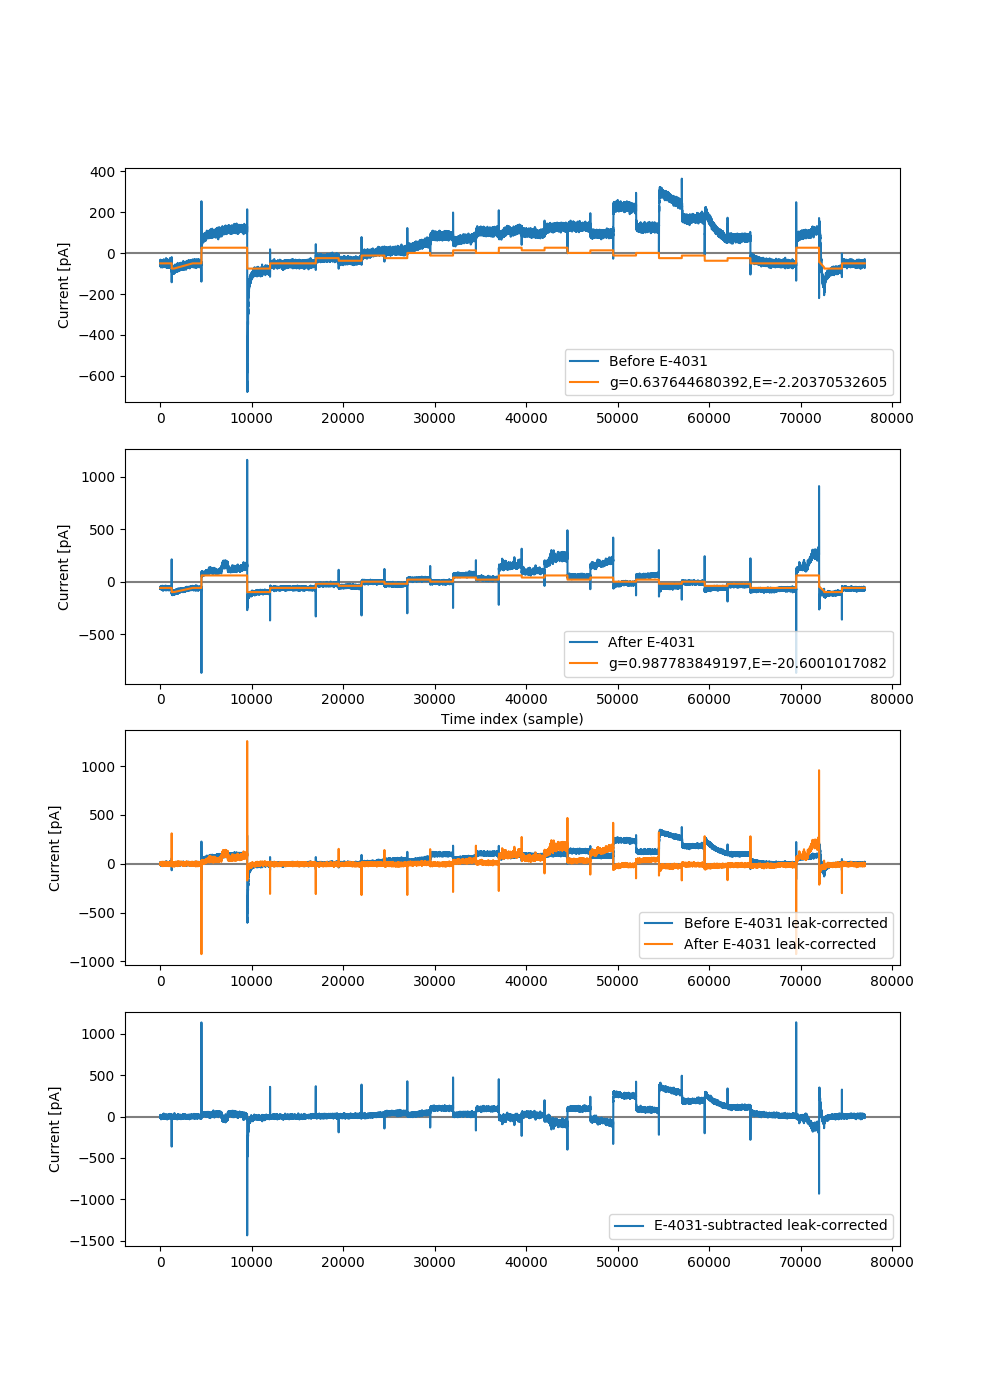 400
200
0
−200
−400
−600
Current [pA]
Before E-4031
g=0.637644680392,E=-2.20370532605
0 10000 20000 30000 40000 50000 60000 70000 80000
1000
500
0
−500
Current [pA]
After E-4031
g=0.987783849197,E=-20.6001017082
0 10000 20000 30000 40000 50000 60000 70000 80000
Time index (sample)
1000
500
0
−500
−1000
Current [pA]
Before E-4031 leak-corrected
After E-4031 leak-corrected
0 10000 20000 30000 40000 50000 60000 70000 80000
1000
500
0
−500
−1000
−1500
Current [pA]
E-4031-subtracted leak-corrected
0 10000 20000 30000 40000 50000 60000 70000 80000